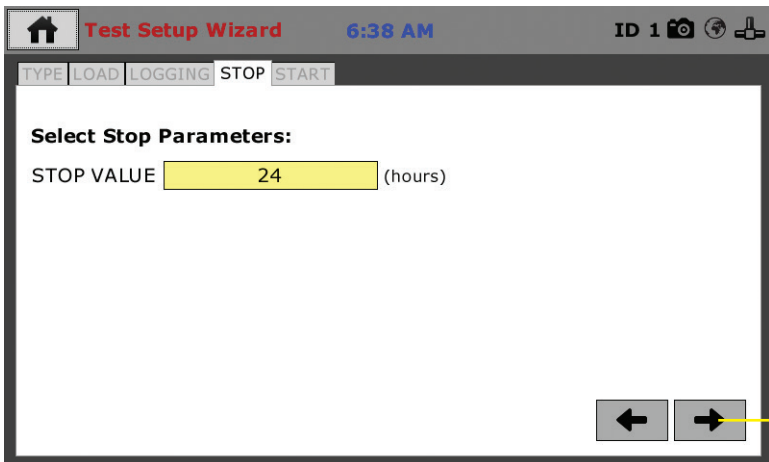 Test Setup Wizard 6:38 AM ID 1
TYPE LOAD LOGGING STOP START
Select Stop Parameters:
STOP VALUE 24 (hours)